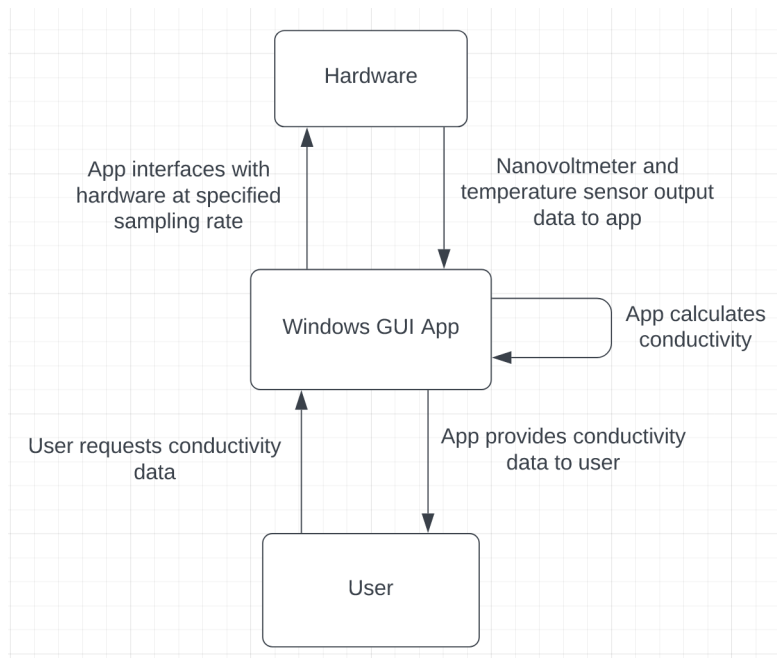 Hardware
App interfaces with
hardware at specified
sampling rate
Nanovoltmeter and
temperature sensor output
data to app
Windows GUI App
App calculates
conductivity
User requests conductivity
data
App provides conductivity
data to user
User